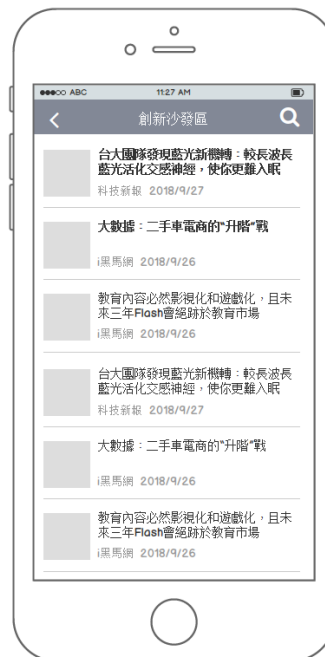 ABC 11:27 AM
創新沙發區
台大團隊發現藍光新機轉：較長波長
藍光活化交感神經，使你更難入眠
科技新報 2018/9/27
大數據：二手車電商的"升階"戰
i黑馬網 2018/9/26
教育內容必然影視化和遊戲化，且未
來三年Flash會絕跡於教育市場
i黑馬網 2018/9/26
台大團隊發現藍光新機轉：較長波長
藍光活化交感神經，使你更難入眠
科技新報 2018/9/27
大數據：二手車電商的"升階"戰
i黑馬網 2018/9/26
教育內容必然影視化和遊戲化，且未
來三年Flash會絕跡於教育市場
i黑馬網 2018/9/26